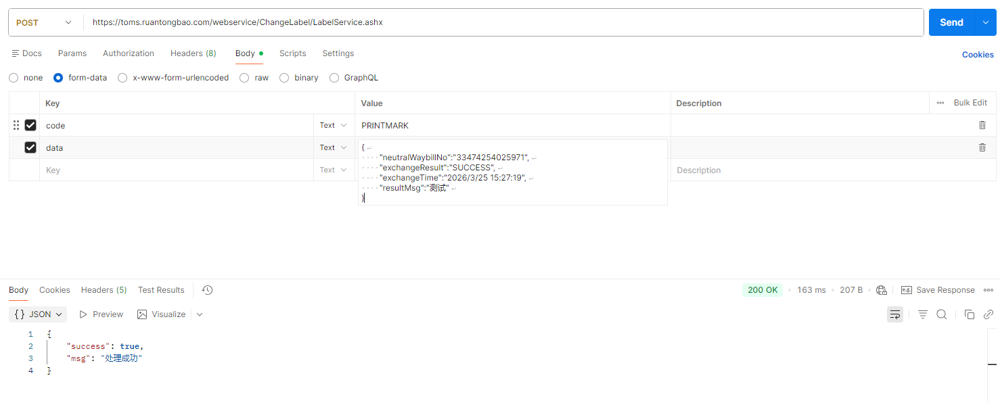 POST https://toms.ruantongbao.com/webservice/ChangeLabel/LabelService.ashx Send
Docs Params Authorization Headers (8) Body Scripts Settings Cookies
none form-data x-www-form-urlencoded raw binary GraphQL
Key Value Description Bulk Edit
code Text PRINTMARK
data Text {
"neutralWaybillNo":"33474254025971",
"exchangeResult":"SUCCESS",
"exchangeTime":"2026/3/25 15:27:19",
"resultMsg":"测试"
}
Key Text Description
Body Cookies Headers (5) Test Results 200 OK 163 ms 207 B e.g. Save Response
{} JSON Preview Visualize
1 {
2 "success": true,
3 "msg": "处理成功"
4 }